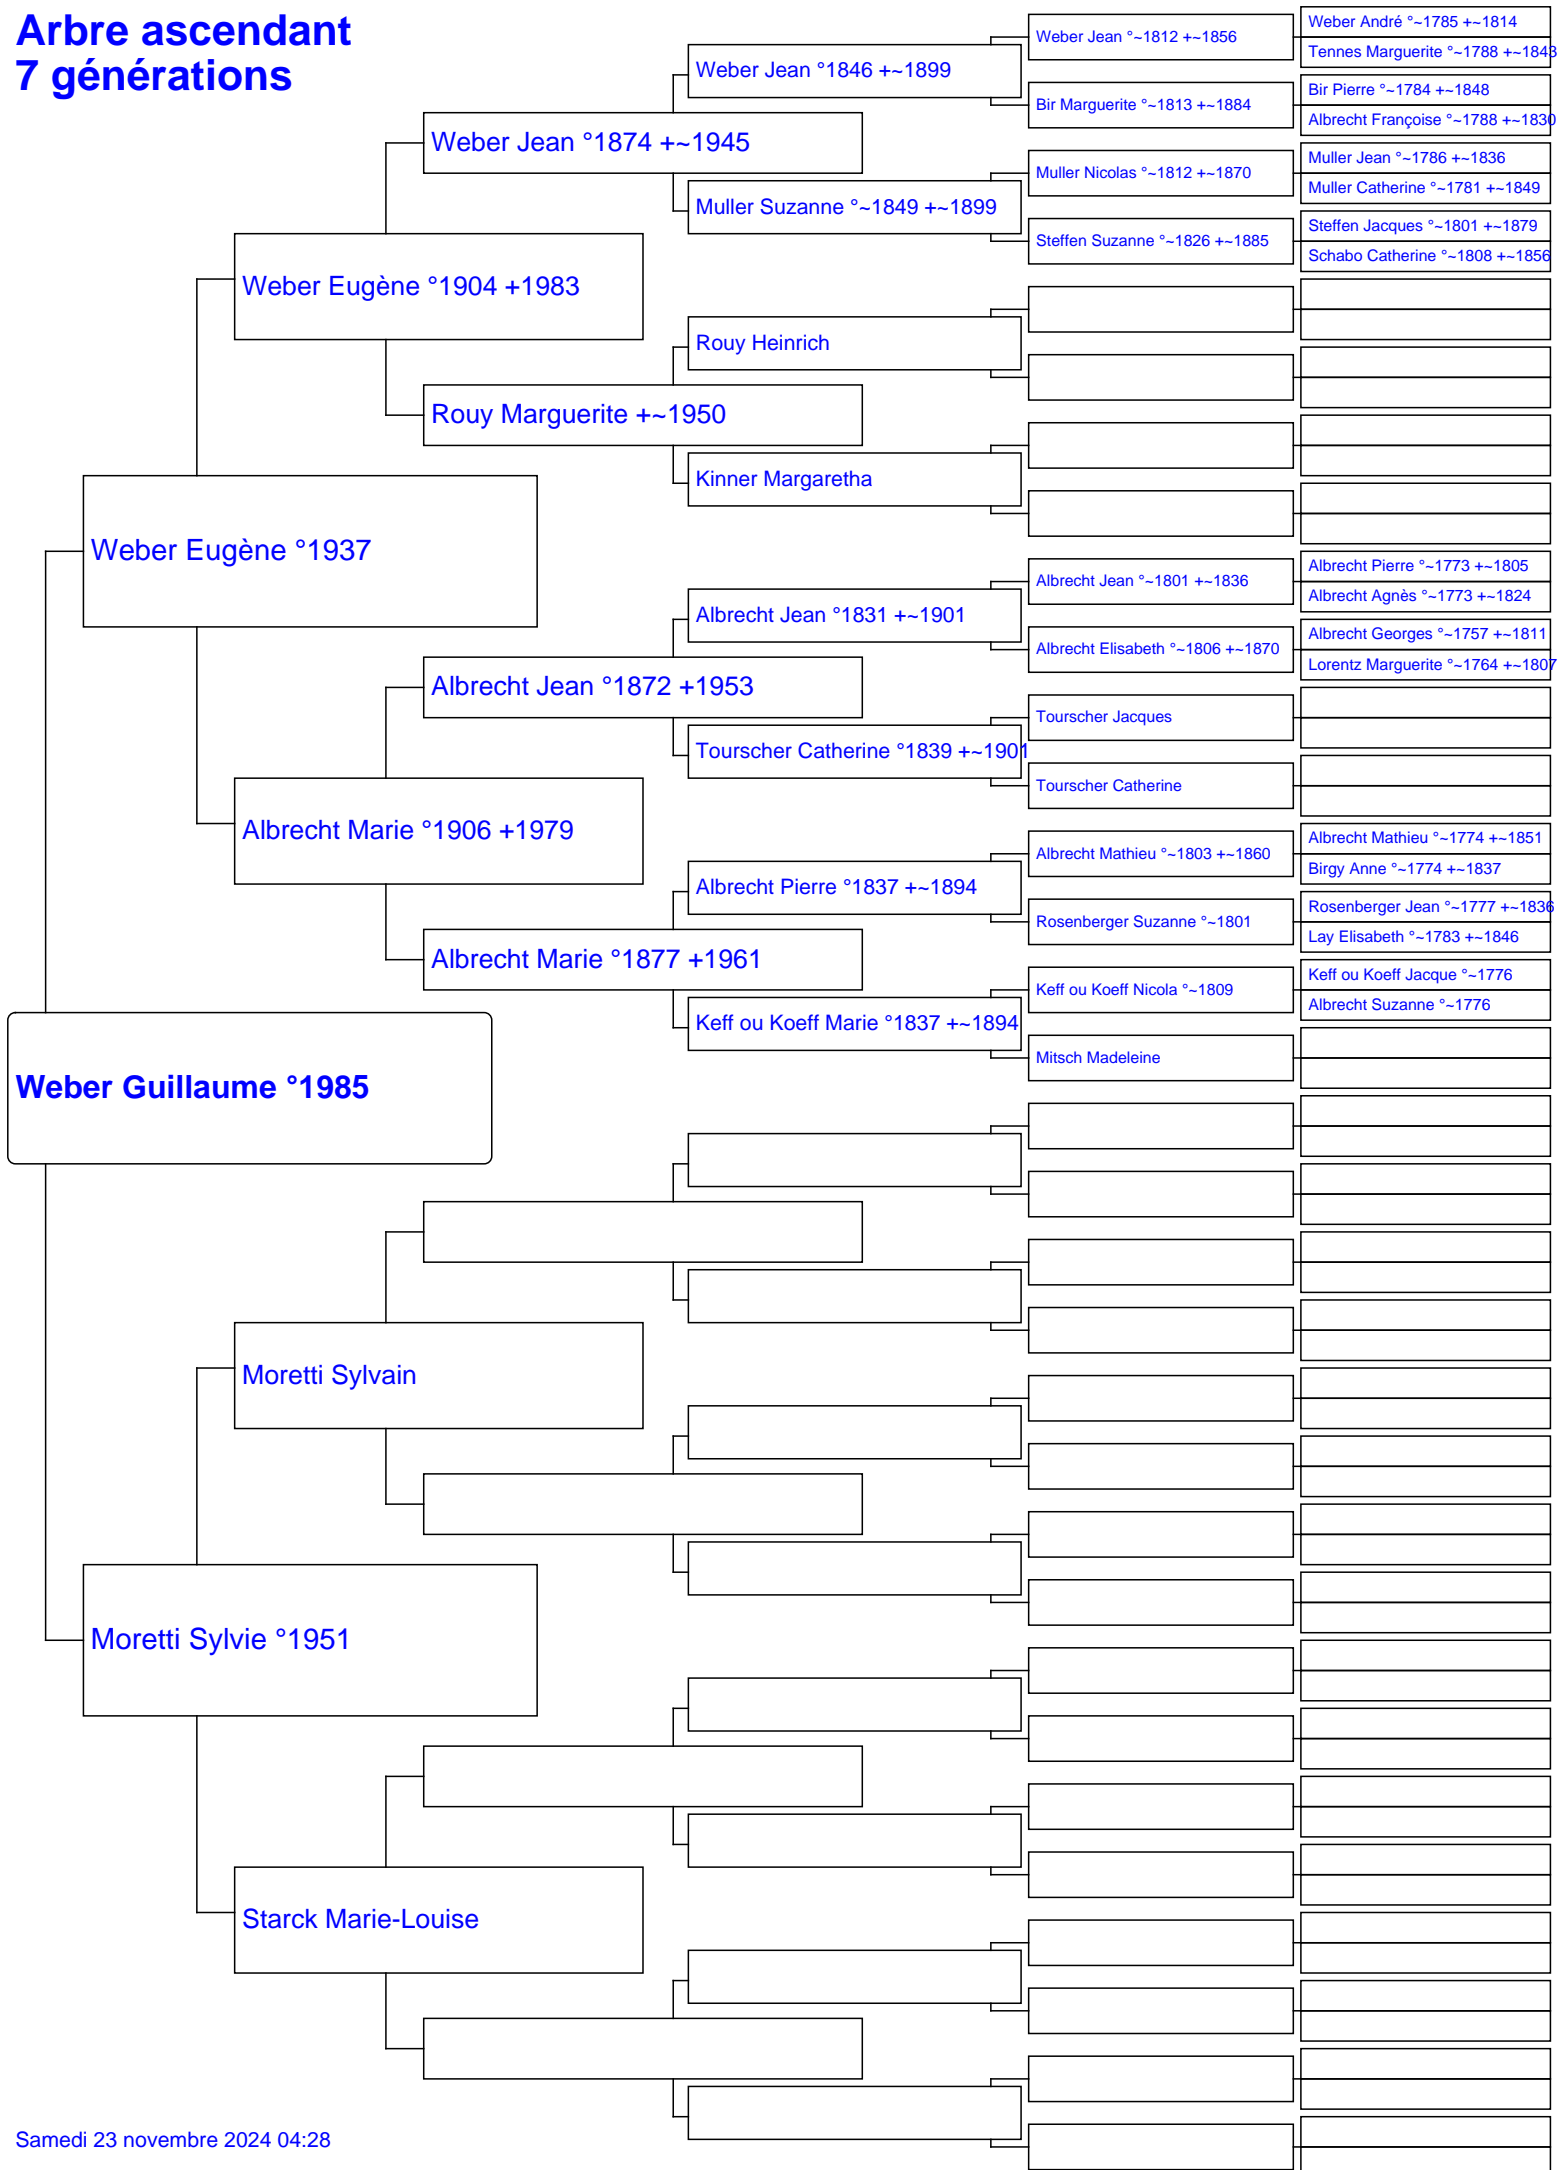 Arbre ascendant
7 générations
Weber Guillaume °1985
Weber Eugène °1937
Moretti Sylvie °1951
Weber Eugène °1904 +1983
Albrecht Marie °1906 +1979
Moretti Sylvain
Starck Marie-Louise
Weber Jean °1874 +~1945
Rouy Marguerite +~1950
Albrecht Jean °1872 +1953
Albrecht Marie °1877 +1961
Weber Jean °1846 +~1899
Muller Suzanne °~1849 +~1899
Rouy Heinrich
Kinner Margaretha
Albrecht Jean °1831 +~1901
Tourscher Catherine °1839 +~1901
Albrecht Pierre °1837 +~1894
Keff ou Koeff Marie °1837 +~1894
Weber Jean °~1812 +~1856
Bir Marguerite °~1813 +~1884
Muller Nicolas °~1812 +~1870
Steffen Suzanne °~1826 +~1885
Albrecht Jean °~1801 +~1836
Albrecht Elisabeth °~1806 +~1870
Tourscher Jacques
Tourscher Catherine
Albrecht Mathieu °~1803 +~1860
Rosenberger Suzanne °~1801
Keff ou Koeff Nicola °~1809
Mitsch Madeleine
Weber André °~1785 +~1814
Tennes Marguerite °~1788 +~1843
Bir Pierre °~1784 +~1848
Albrecht Françoise °~1788 +~1830
Muller Jean °~1786 +~1836
Muller Catherine °~1781 +~1849
Steffen Jacques °~1801 +~1879
Schabo Catherine °~1808 +~1856
Albrecht Pierre °~1773 +~1805
Albrecht Agnès °~1773 +~1824
Albrecht Georges °~1757 +~1811
Lorentz Marguerite °~1764 +~1807
Albrecht Mathieu °~1774 +~1851
Birgy Anne °~1774 +~1837
Rosenberger Jean °~1777 +~1836
Lay Elisabeth °~1783 +~1846
Keff ou Koeff Jacque °~1776
Albrecht Suzanne °~1776
Samedi 23 novembre 2024 04:28